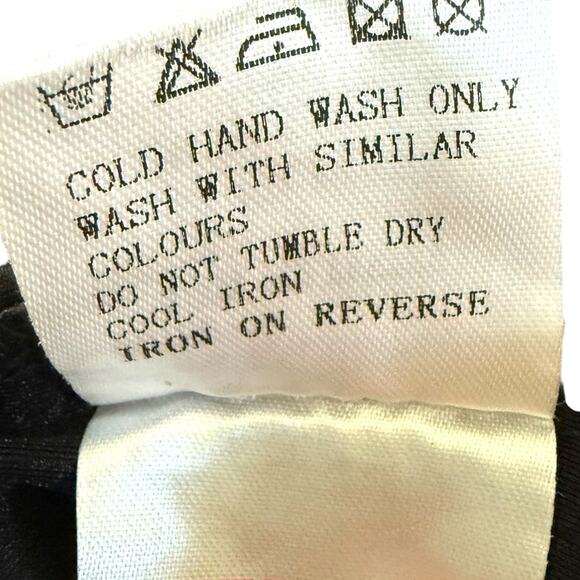 COLD HAND WASH ONLY
WASH WITH SIMILAR
COLOURS
DO NOT TUMBLE DRY
COOL IRON
IRON ON REVERSE